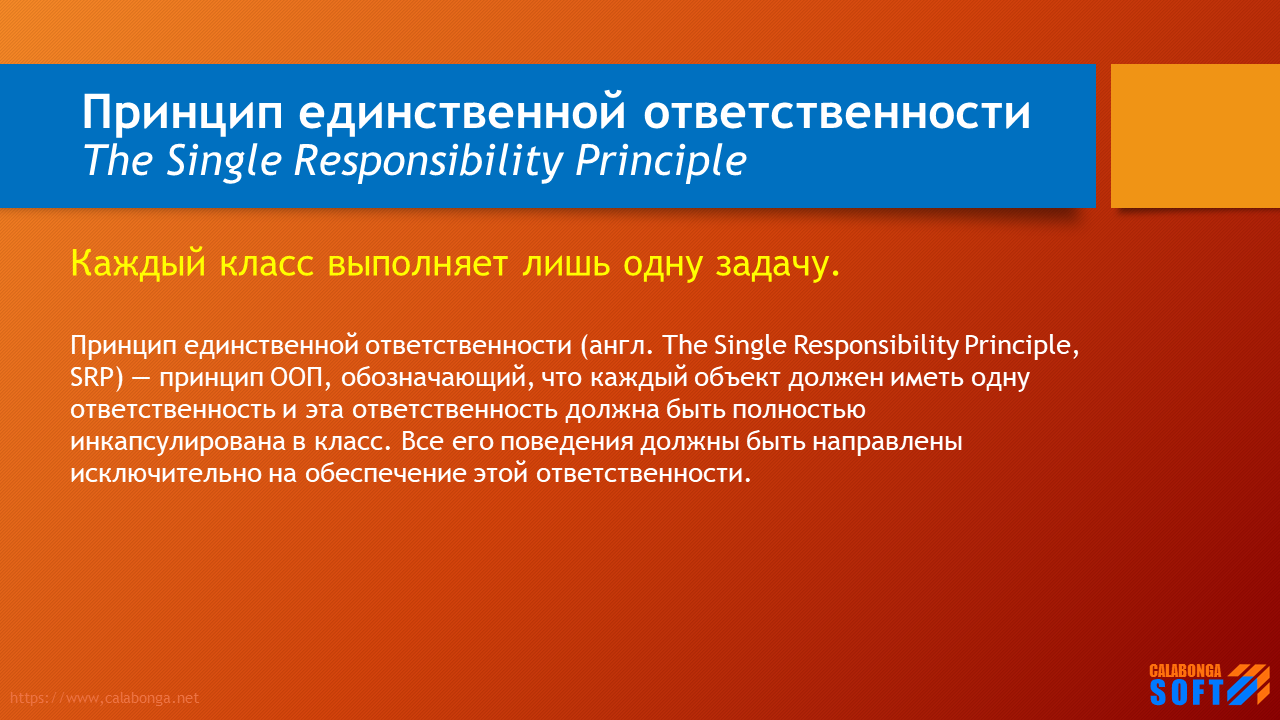 Принцип единственной ответственности
The Single Responsibility Principle
Каждый класс выполняет лишь одну задачу.
Принцип единственной ответственности (англ. The Single Responsibility Principle,
SRP) — принцип ООП, обозначающий, что каждый объект должен иметь одну
ответственность и эта ответственность должна быть полностью
инкапсулирована в класс. Все его поведения должны быть направлены
исключительно на обеспечение этой ответственности.
https://www,calabonga.net
CALABONGA
SOFT